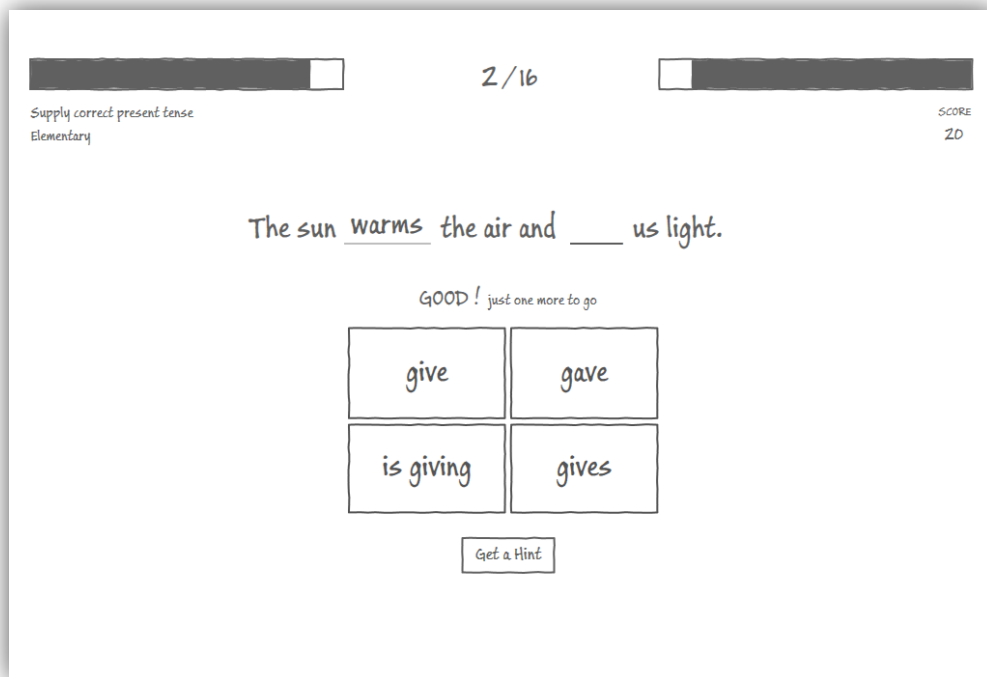 2/16
Supply correct present tense
Elementary
SCORE
20
The sun warms the air and ____ us light.
GOOD! just one more to go
give
gave
is giving
gives
Get a Hint